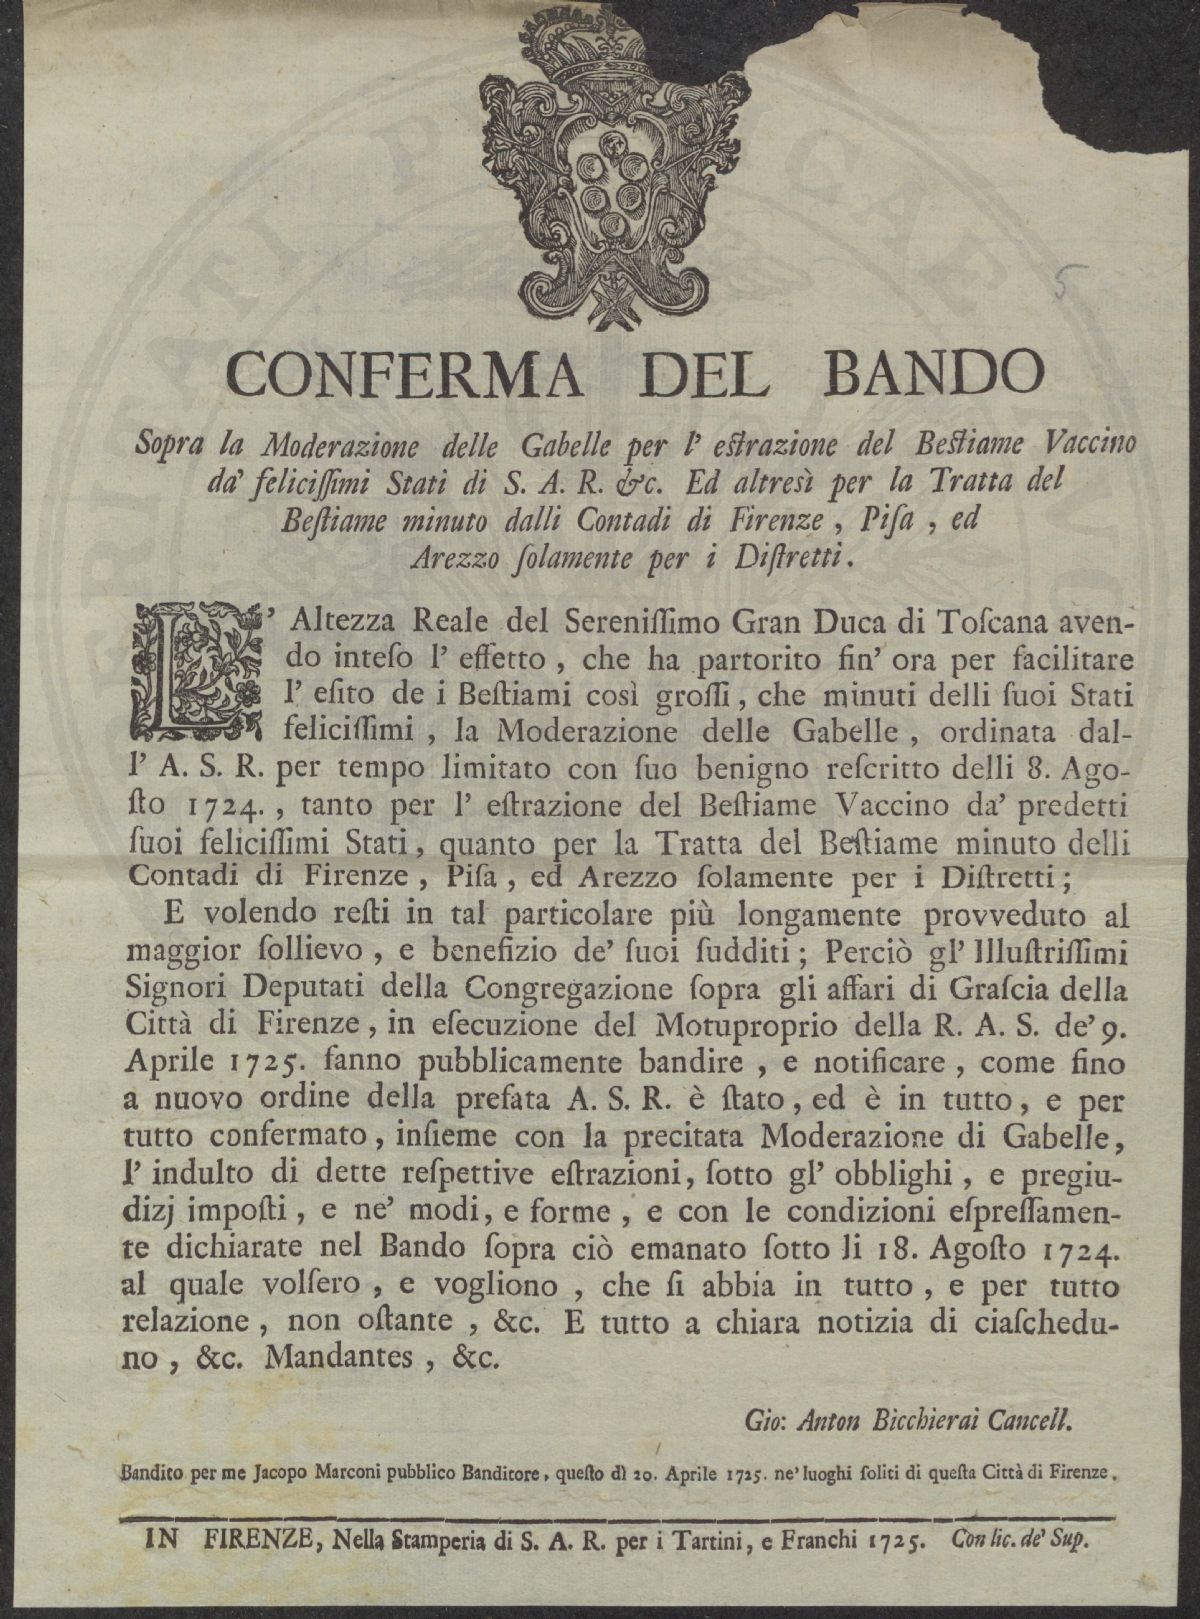 5
CONFERMA DEL BANDO
Sopra la Moderazione delle Gabelle per l' eſtrazione del Beſtiame Vaccino
da' feliciſſimi Stati di S. A. R. &c. Ed altresì per la Tratta del
Beſtiame minuto dalli Contadi di Firenze , Piſa , ed
Arezzo ſolamente per i Diſtretti.
L' Altezza Reale del Sereniſſimo Gran Duca di Toſcana aven-
do inteſo l' effetto , che ha partorito fin' ora per facilitare
l' eſito de i Beſtiami così groſſi , che minuti delli ſuoi Stati
feliciſſimi , la Moderazione delle Gabelle , ordinata dal-
l' A. S. R. per tempo limitato con ſuo benigno reſcritto delli 8. Ago-
ſto 1724. , tanto per l' eſtrazione del Beſtiame Vaccino da' predetti
ſuoi feliciſſimi Stati , quanto per la Tratta del Beſtiame minuto delli
Contadi di Firenze , Piſa , ed Arezzo ſolamente per i Diſtretti ;
E volendo reſti in tal particolare più longamente provveduto al
maggior ſollievo , e benefizio de' ſuoi ſudditi ; Perciò gl' Illuſtriſſimi
Signori Deputati della Congregazione ſopra gli affari di Graſcia della
Città di Firenze , in eſecuzione del Motuproprio della R. A. S. de' 9.
Aprile 1725. fanno pubblicamente bandire , e notificare , come fino
a nuovo ordine della prefata A. S. R. è ſtato , ed è in tutto , e per
tutto confermato , inſieme con la precitata Moderazione di Gabelle ,
l' indulto di dette reſpettive eſtrazioni , ſotto gl' obblighi , e pregiu-
dizj impoſti , e ne' modi , e forme , e con le condizioni eſpreſſamen-
te dichiarate nel Bando ſopra ciò emanato ſotto li 18. Agoſto 1724.
al quale volſero , e vogliono , che ſi abbia in tutto , e per tutto
relazione , non oſtante , &c. E tutto a chiara notizia di ciaſchedu-
no , &c. Mandantes , &c.
Gio: Anton Bicchierai Cancell.
Bandito per me Jacopo Marconi pubblico Banditore , queſto dì 20. Aprile 1725. ne' luoghi ſoliti di queſta Città di Firenze .
IN FIRENZE, Nella Stamperia di S. A. R. per i Tartini , e Franchi 1725. Con lic. de' Sup.